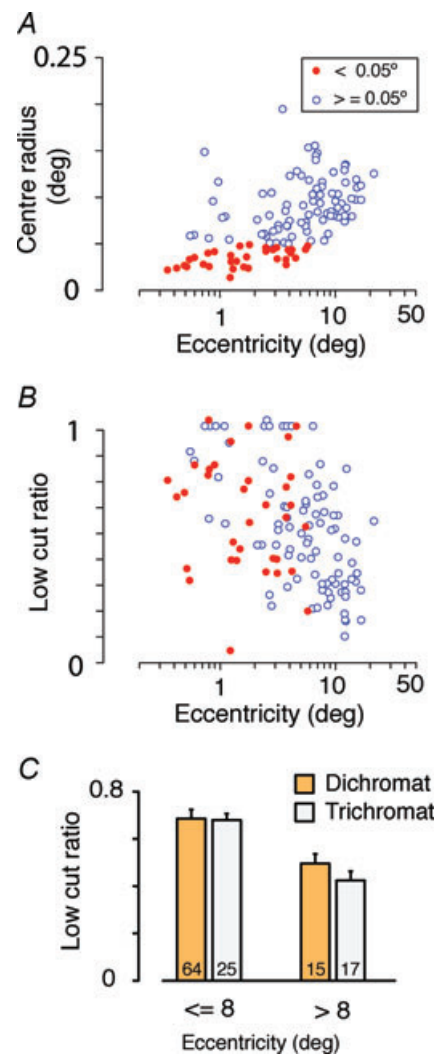 A
0.25
< 0.05º
> = 0.05º
Centre radius
(deg)
0
1
10
50
Eccentricity (deg)
B
1
Low cut ratio
0
1
10
50
Eccentricity (deg)
C
0.8
Dichromat
Trichromat
Low cut ratio
64
25
15
17
0
<= 8
> 8
Eccentricity (deg)